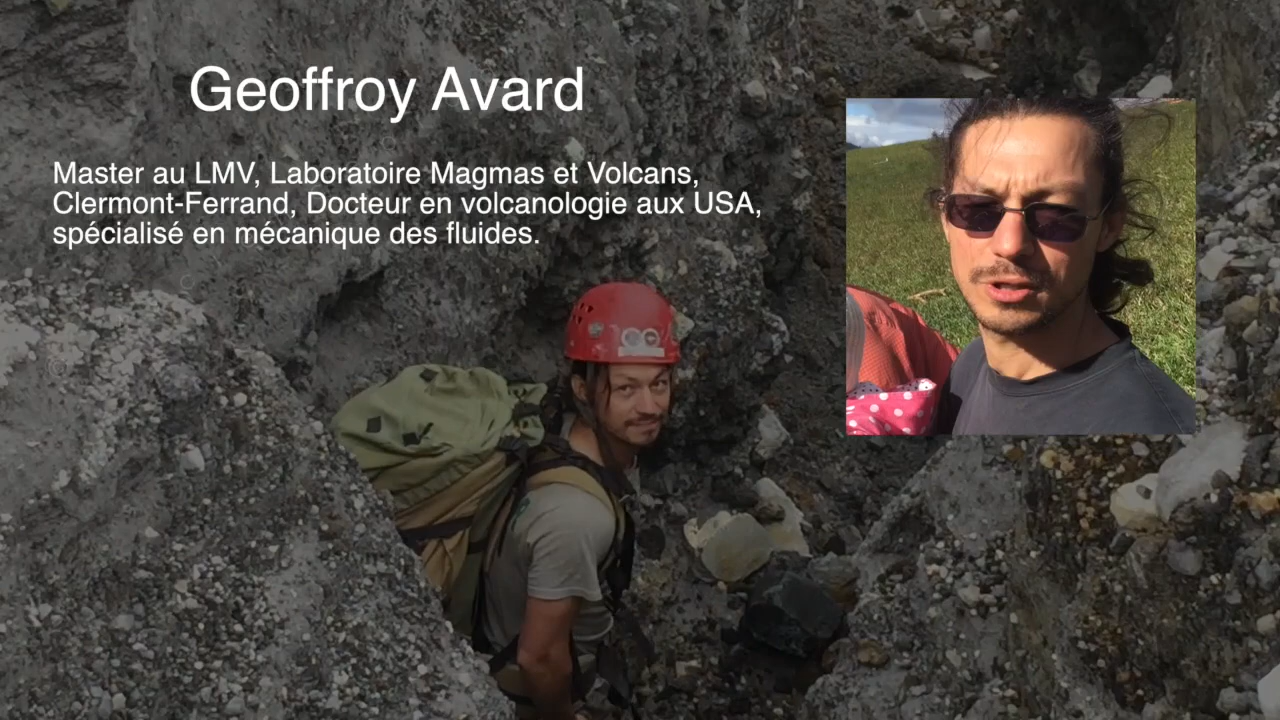 Geoffroy Avard
Master au LMV, Laboratoire Magmas et Volcans,
Clermont-Ferrand, Docteur en volcanologie aux USA,
spécialisé en mécanique des fluides.